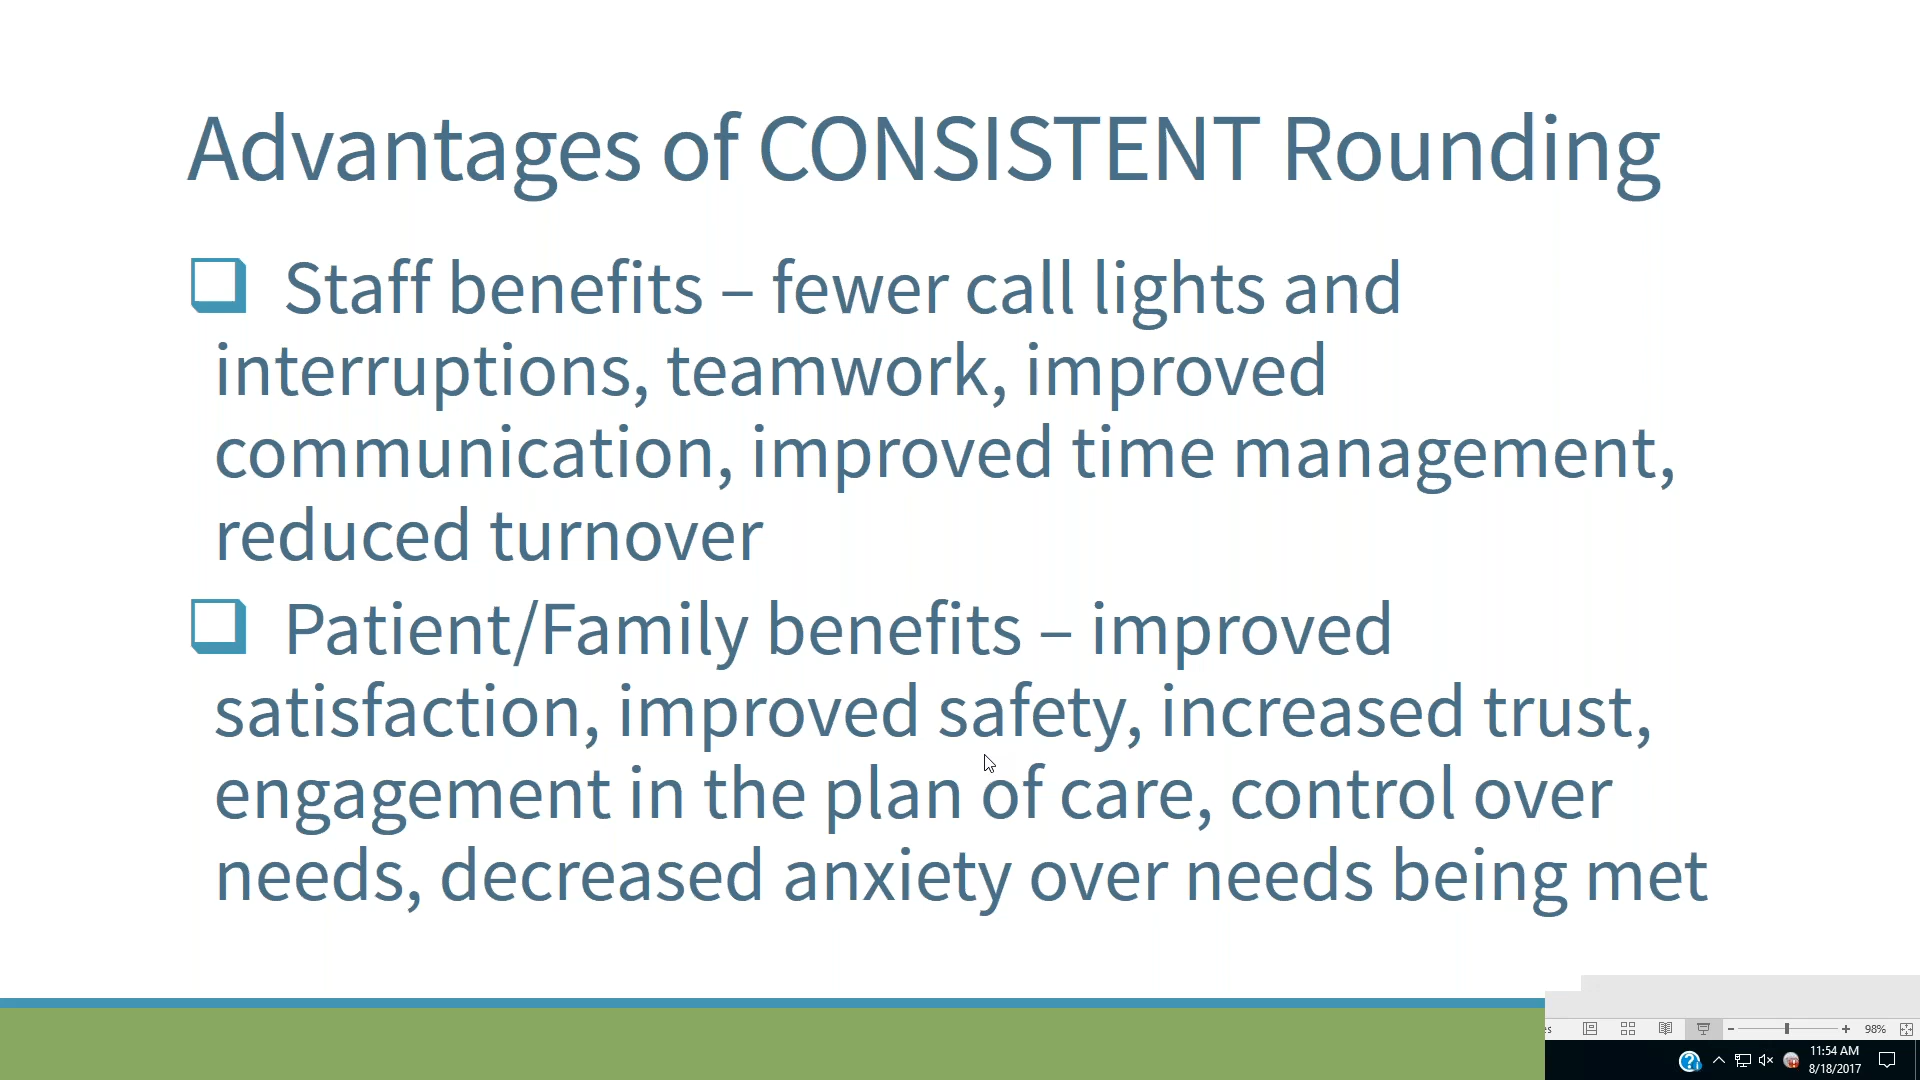 Advantages of CONSISTENT Rounding
Staff benefits – fewer call lights and
interruptions, teamwork, improved
communication, improved time management,
reduced turnover
Patient/Family benefits – improved
satisfaction, improved safety, increased trust,
engagement in the plan of care, control over
needs, decreased anxiety over needs being met
98%
11:54 AM
8/18/2017